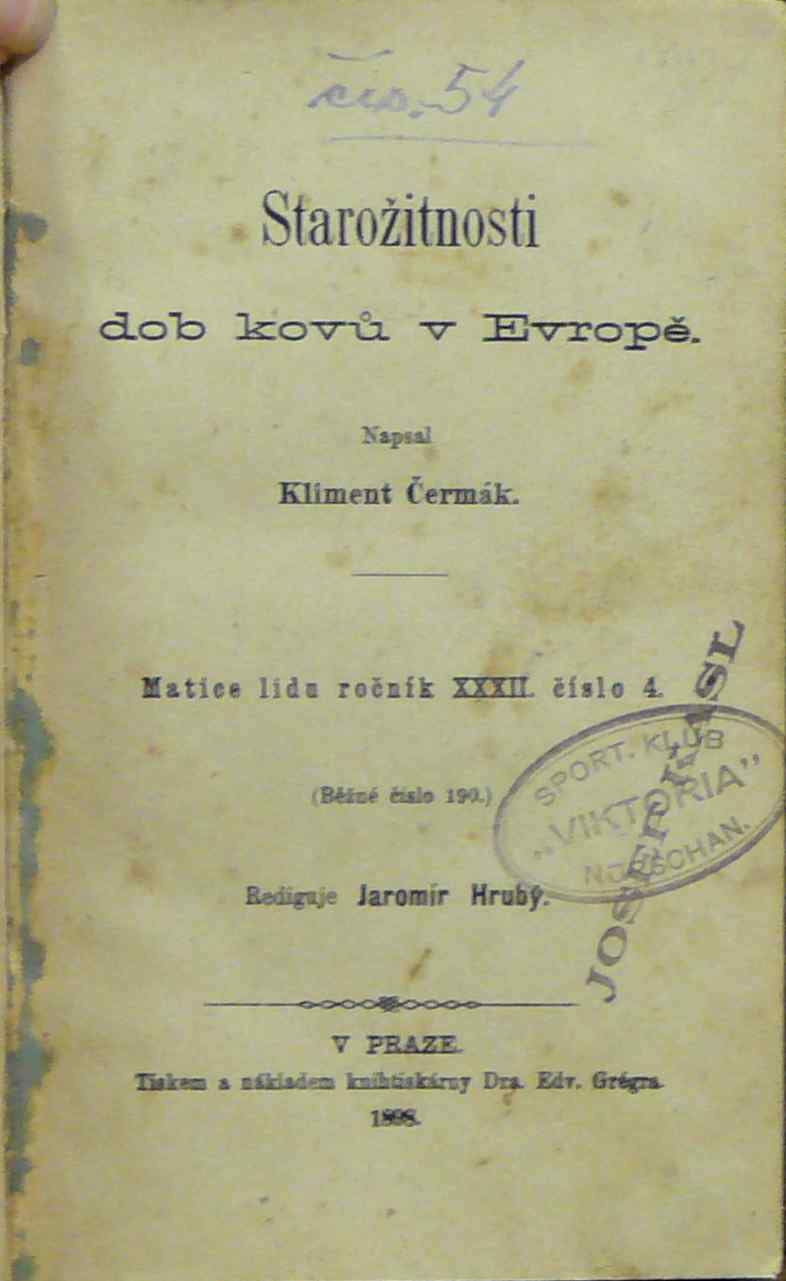 čís. 54
Starožitnosti
dob kovů v Evropě.
Napsal
Kliment Čermák.
Matice lidu ročník XXXII. číslo 4.
(Běžné číslo 190.)
SPORT. KLUB
„VIKTORIA”
JOSEF
Rediguje Jaromír Hrubý.
V PRAZE.
Tiskem a nákladem knihtiskárny Dra. Edv. Grégra.
1898.